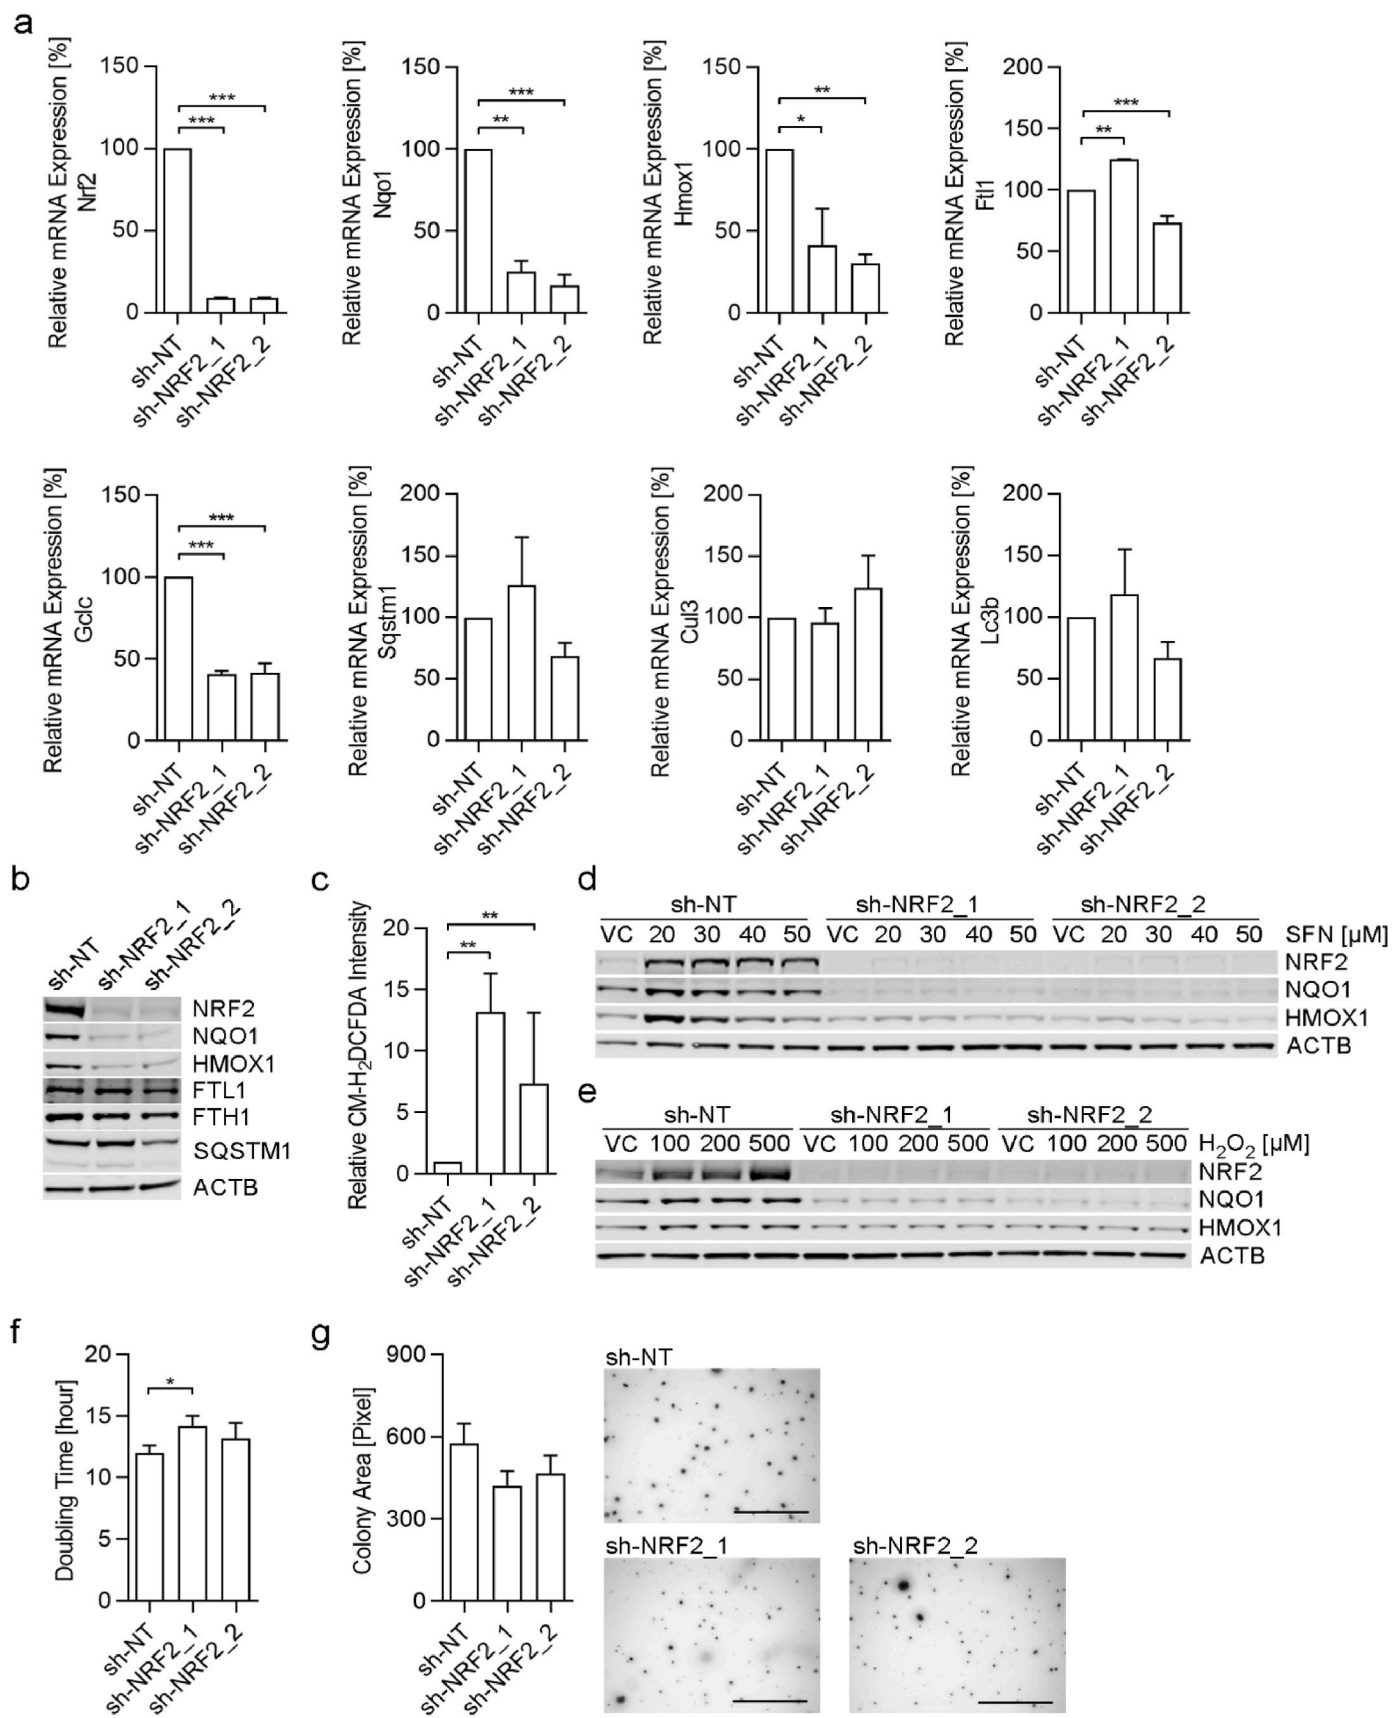 a
Relative mRNA Expression [%]
Nrf2
150
100
50
0
***
***
sh-NT
sh-NRF2_1
sh-NRF2_2
Relative mRNA Expression [%]
Nqo1
150
100
50
0
***
**
sh-NT
sh-NRF2_1
sh-NRF2_2
Relative mRNA Expression [%]
Hmox1
150
100
50
0
**
*
sh-NT
sh-NRF2_1
sh-NRF2_2
Relative mRNA Expression [%]
Ftl1
200
150
100
50
0
***
**
sh-NT
sh-NRF2_1
sh-NRF2_2
Relative mRNA Expression [%]
Gclc
150
100
50
0
***
***
sh-NT
sh-NRF2_1
sh-NRF2_2
Relative mRNA Expression [%]
Sqstm1
200
150
100
50
0
sh-NT
sh-NRF2_1
sh-NRF2_2
Relative mRNA Expression [%]
Cul3
200
150
100
50
0
sh-NT
sh-NRF2_1
sh-NRF2_2
Relative mRNA Expression [%]
Lc3b
200
150
100
50
0
sh-NT
sh-NRF2_1
sh-NRF2_2
b
sh-NT
sh-NRF2_1
sh-NRF2_2
NRF2
NQO1
HMOX1
FTL1
FTH1
SQSTM1
ACTB
c
Relative CM-H₂DCFDA Intensity
20
15
10
5
0
**
**
sh-NT
sh-NRF2_1
sh-NRF2_2
d
sh-NT sh-NRF2_1 sh-NRF2_2
VC 20 30 40 50 VC 20 30 40 50 VC 20 30 40 50 SFN [µM]
NRF2
NQO1
HMOX1
ACTB
e
sh-NT sh-NRF2_1 sh-NRF2_2
VC 100 200 500 VC 100 200 500 VC 100 200 500 H₂O₂ [µM]
NRF2
NQO1
HMOX1
ACTB
f
Doubling Time [hour]
20
15
10
5
0
*
sh-NT
sh-NRF2_1
sh-NRF2_2
g
Colony Area [Pixel]
900
600
300
0
sh-NT
sh-NRF2_1
sh-NRF2_2
sh-NT
sh-NRF2_1
sh-NRF2_2